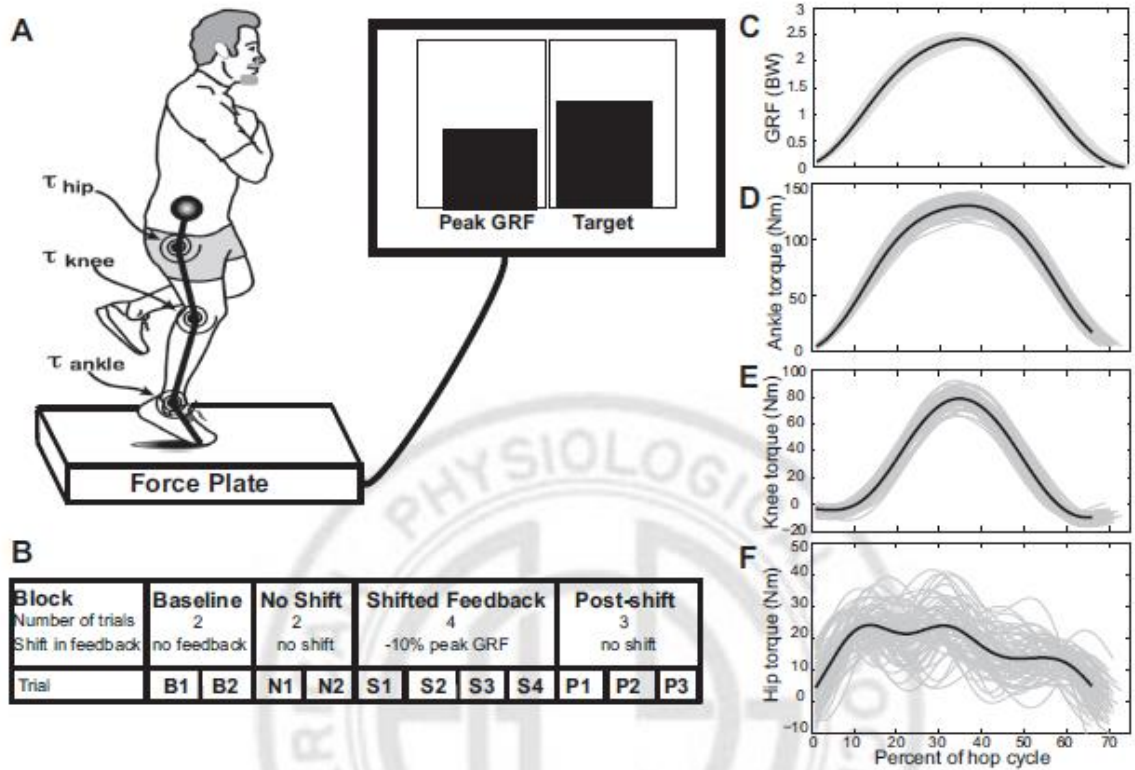 A
τ hip
τ knee
τ ankle
Force Plate
Peak GRF Target
B
Block Baseline No Shift Shifted Feedback Post-shift
Number of trials 2 2 4 3
Shift in feedback no feedback no shift -10% peak GRF no shift
Trial B1 B2 N1 N2 S1 S2 S3 S4 P1 P2 P3
C
GRF (BW)
3
2.5
2
1.5
1
0.5
0
D
Ankle torque (Nm)
150
100
50
0
E
Knee torque (Nm)
100
80
60
40
20
0
−20
F
Hip torque (Nm)
50
40
30
20
10
0
−10
0 10 20 30 40 50 60 70
Percent of hop cycle
PHYSIOLOGIC